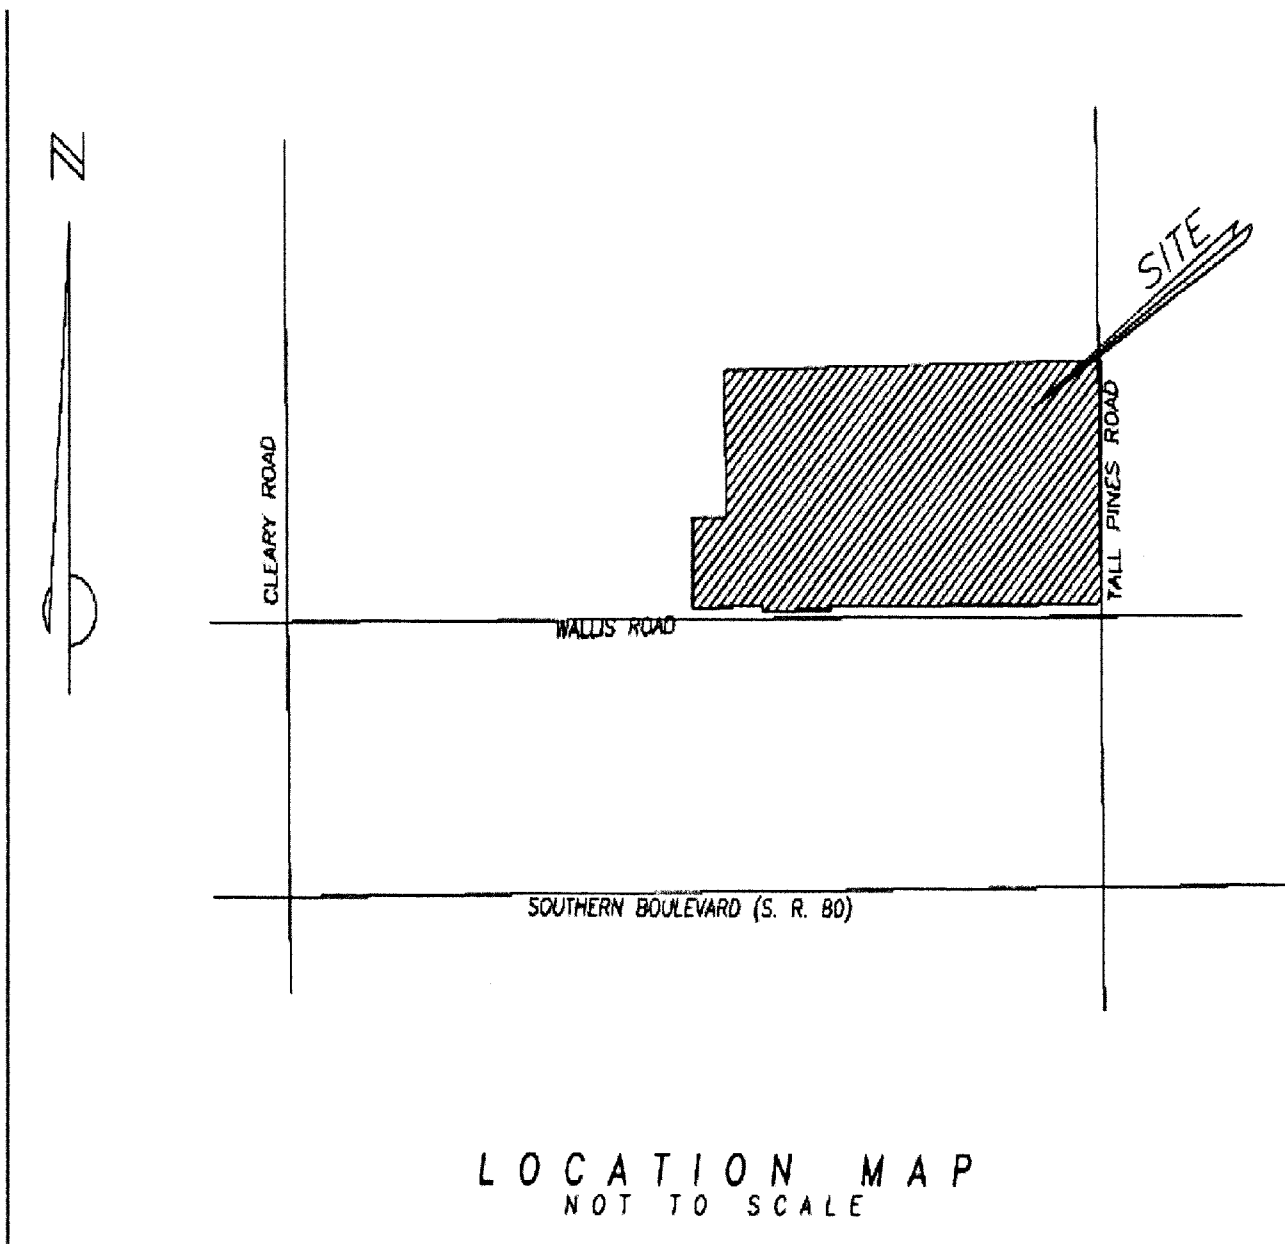 N
SITE
CLEARY ROAD
TALL PINES ROAD
WALLIS ROAD
SOUTHERN BOULEVARD (S. R. 80)
LOCATION MAP
NOT TO SCALE